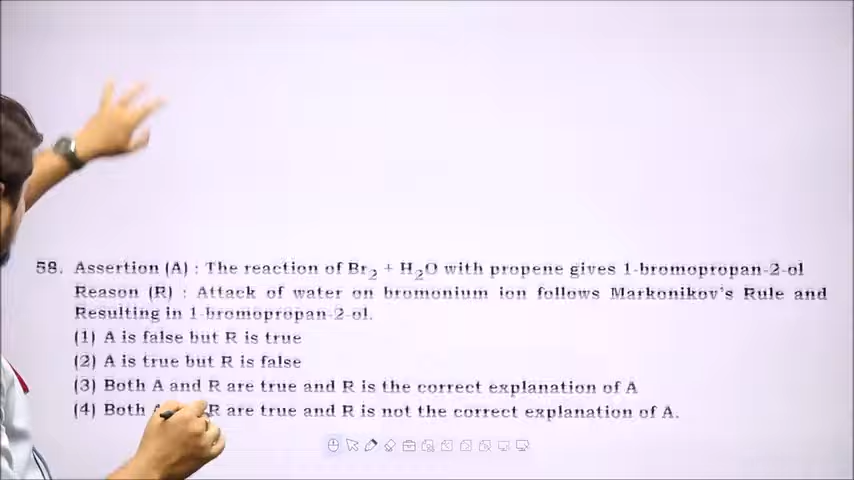 58. Assertion (A) : The reaction of Br₂ + H₂O with propene gives 1-bromopropan-2-ol
Reason (R) : Attack of water on bromonium ion follows Markonikov's Rule and
Resulting in 1-bromopropan-2-ol.
(1) A is false but R is true
(2) A is true but R is false
(3) Both A and R are true and R is the correct explanation of A
(4) Both R are true and R is not the correct explanation of A.